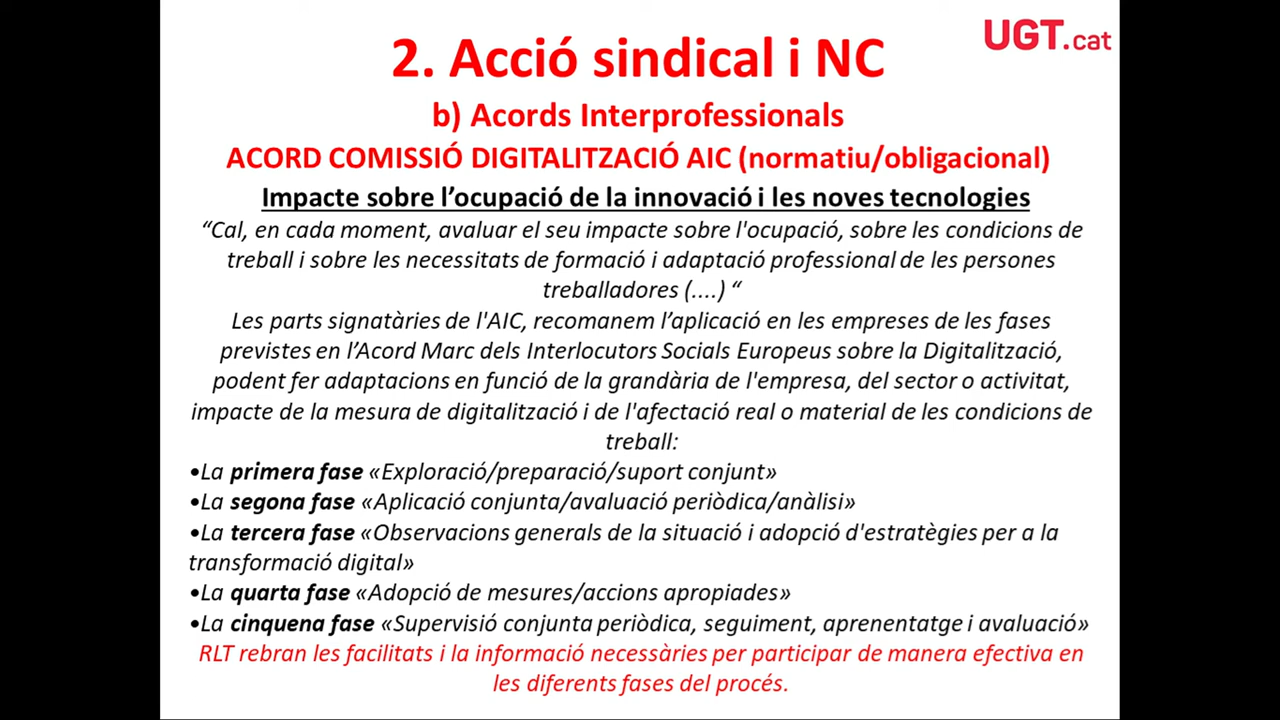 UGT.cat
2. Acció sindical i NC
b) Acords Interprofessionals
ACORD COMISSIÓ DIGITALITZACIÓ AIC (normatiu/obligacional)
Impacte sobre l’ocupació de la innovació i les noves tecnologies
“Cal, en cada moment, avaluar el seu impacte sobre l'ocupació, sobre les condicions de
treball i sobre les necessitats de formació i adaptació professional de les persones
treballadores (....) “
Les parts signatàries de l'AIC, recomanem l’aplicació en les empreses de les fases
previstes en l’Acord Marc dels Interlocutors Socials Europeus sobre la Digitalització,
podent fer adaptacions en funció de la grandària de l'empresa, del sector o activitat,
impacte de la mesura de digitalització i de l'afectació real o material de les condicions de
treball:
•La primera fase «Exploració/preparació/suport conjunt»
•La segona fase «Aplicació conjunta/avaluació periòdica/anàlisi»
•La tercera fase «Observacions generals de la situació i adopció d'estratègies per a la
transformació digital»
•La quarta fase «Adopció de mesures/accions apropiades»
•La cinquena fase «Supervisió conjunta periòdica, seguiment, aprenentatge i avaluació»
RLT rebran les facilitats i la informació necessàries per participar de manera efectiva en
les diferents fases del procés.